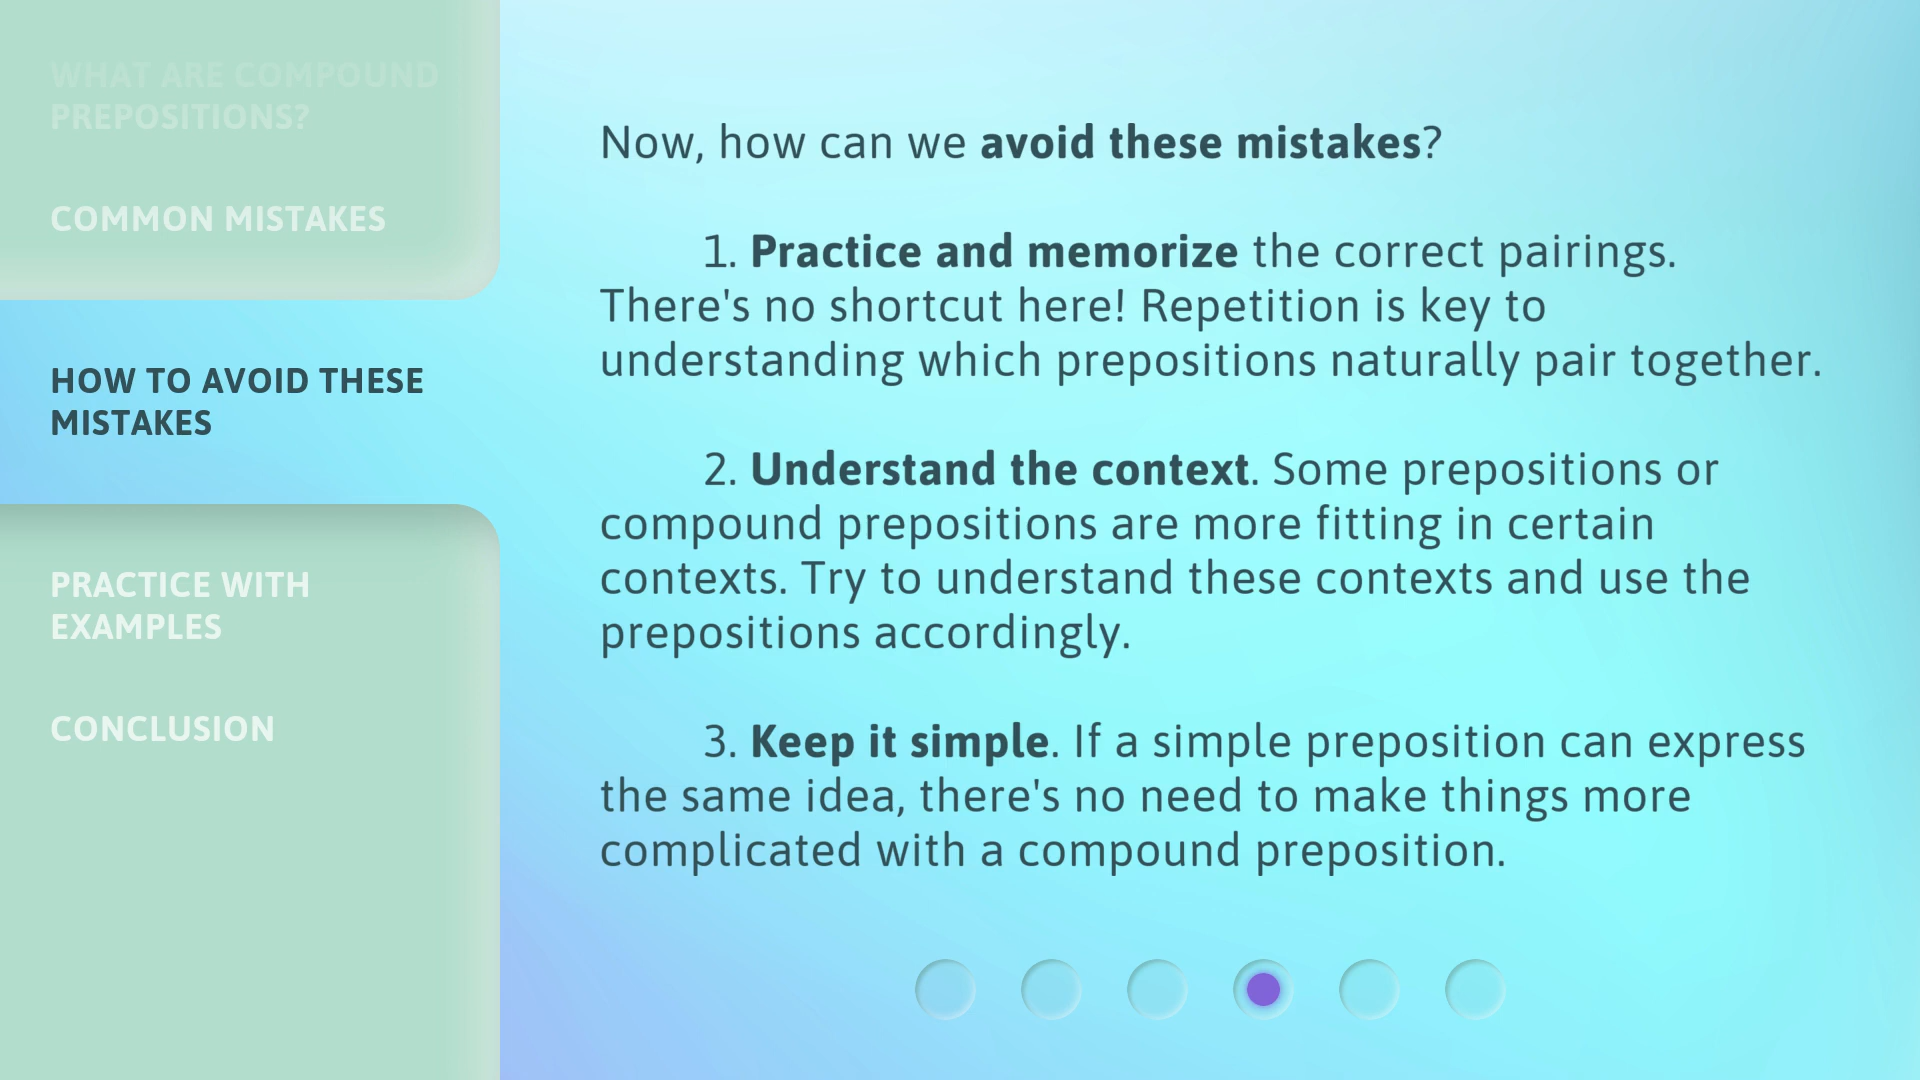 WHAT ARE COMPOUND
PREPOSITIONS?
COMMON MISTAKES
HOW TO AVOID THESE
MISTAKES
PRACTICE WITH
EXAMPLES
CONCLUSION
Now, how can we avoid these mistakes?
1. Practice and memorize the correct pairings.
There's no shortcut here! Repetition is key to
understanding which prepositions naturally pair together.
2. Understand the context. Some prepositions or
compound prepositions are more fitting in certain
contexts. Try to understand these contexts and use the
prepositions accordingly.
3. Keep it simple. If a simple preposition can express
the same idea, there's no need to make things more
complicated with a compound preposition.